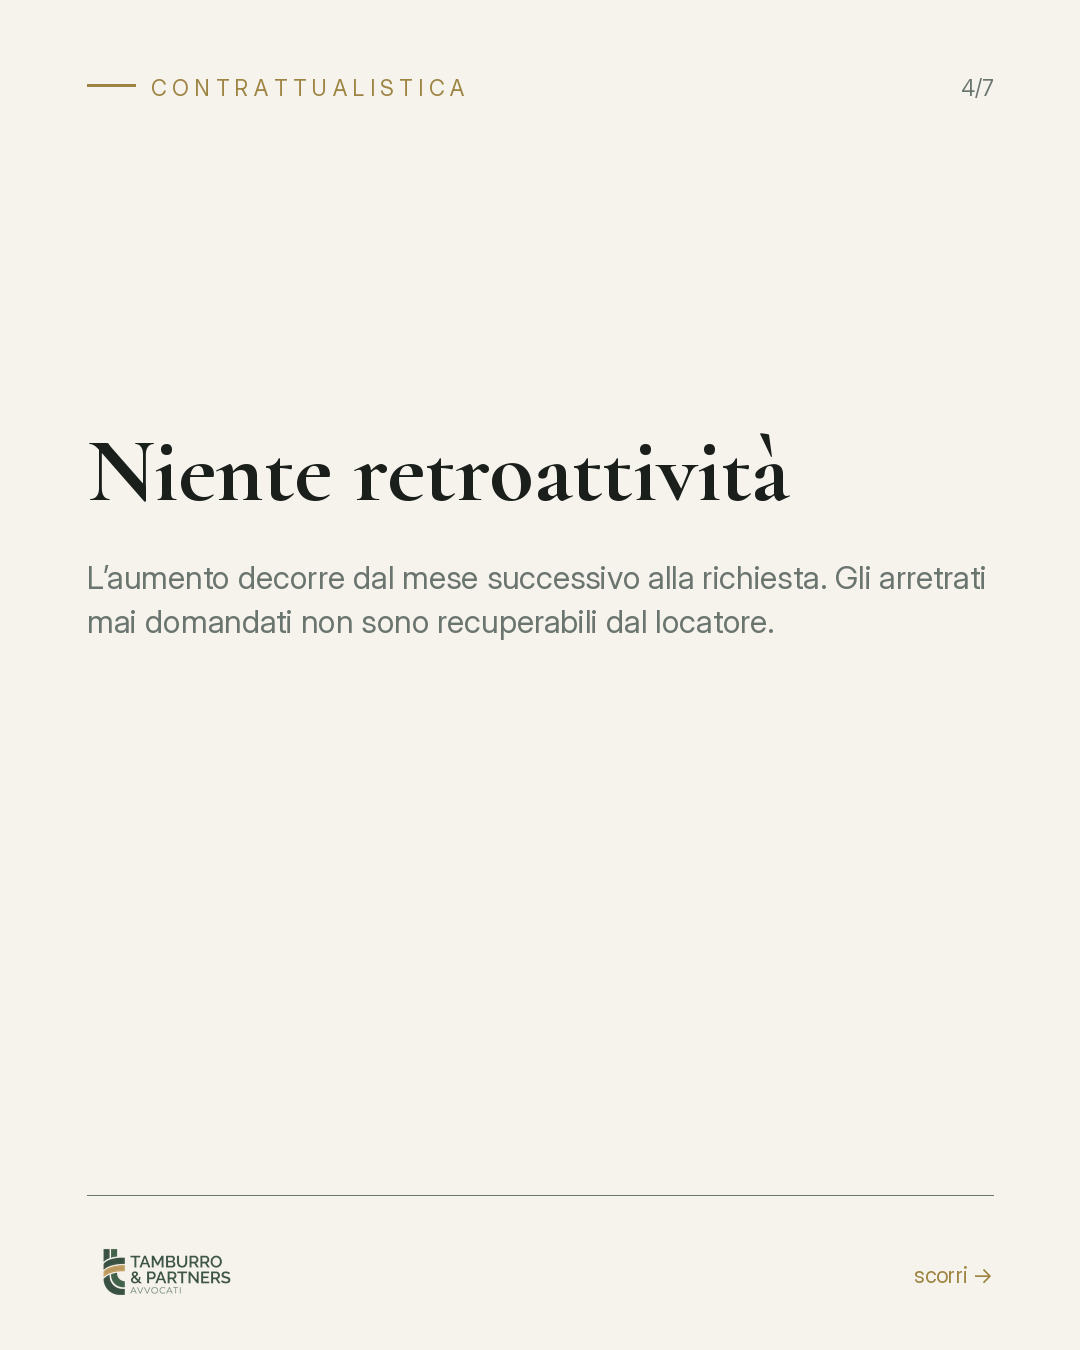 CONTRATTUALISTICA
4/7
Niente retroattività
L’aumento decorre dal mese successivo alla richiesta. Gli arretrati
mai domandati non sono recuperabili dal locatore.
TAMBURRO
& PARTNERS
AVVOCATI
scorri →